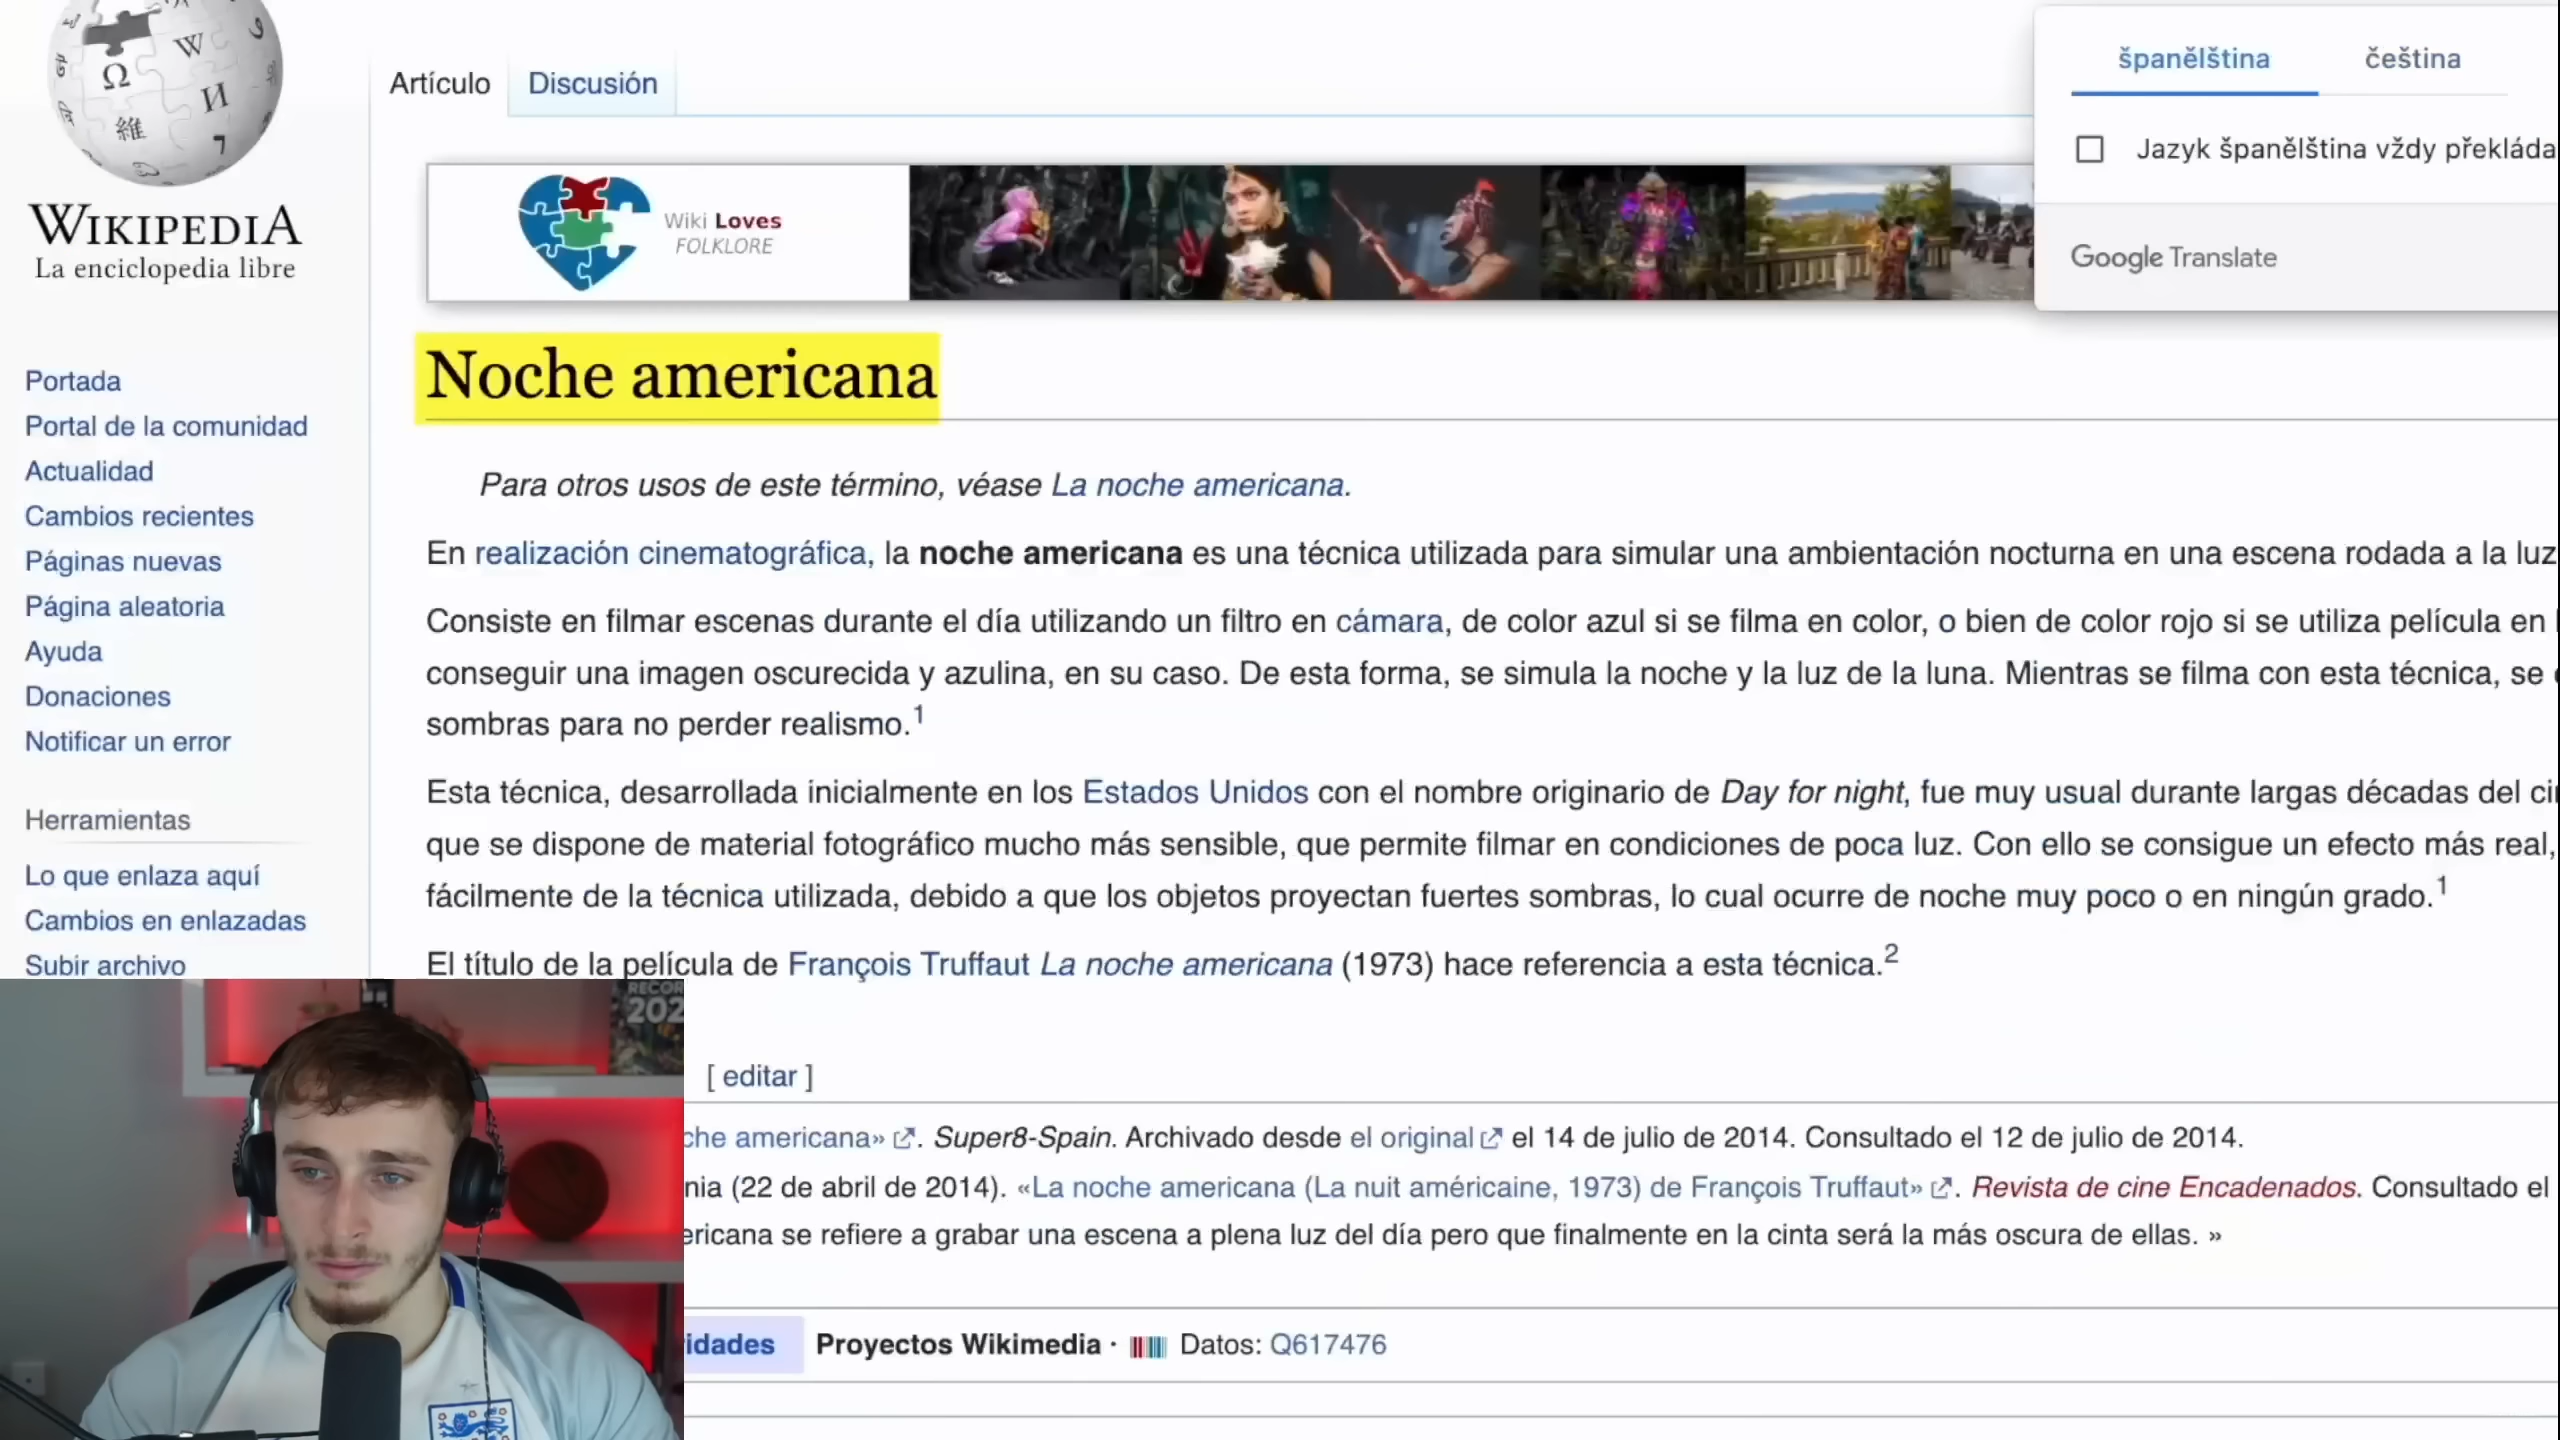 WIKIPEDIA
La enciclopedia libre
Portada
Portal de la comunidad
Actualidad
Cambios recientes
Páginas nuevas
Página aleatoria
Ayuda
Donaciones
Notificar un error
Herramientas
Lo que enlaza aquí
Cambios en enlazadas
Subir archivo
Artículo Discusión
španělština čeština
Jazyk španělština vždy překláda
Google Translate
Wiki Loves
FOLKLORE
Noche americana
Para otros usos de este término, véase La noche americana.
En realización cinematográfica, la noche americana es una técnica utilizada para simular una ambientación nocturna en una escena rodada a la luz
Consiste en filmar escenas durante el día utilizando un filtro en cámara, de color azul si se filma en color, o bien de color rojo si se utiliza película en
conseguir una imagen oscurecida y azulina, en su caso. De esta forma, se simula la noche y la luz de la luna. Mientras se filma con esta técnica, se
sombras para no perder realismo.1
Esta técnica, desarrollada inicialmente en los Estados Unidos con el nombre originario de Day for night, fue muy usual durante largas décadas del ci
que se dispone de material fotográfico mucho más sensible, que permite filmar en condiciones de poca luz. Con ello se consigue un efecto más real,
fácilmente de la técnica utilizada, debido a que los objetos proyectan fuertes sombras, lo cual ocurre de noche muy poco o en ningún grado.1
El título de la película de François Truffaut La noche americana (1973) hace referencia a esta técnica.2
[ editar ]
che americana» . Super8-Spain. Archivado desde el original el 14 de julio de 2014. Consultado el 12 de julio de 2014.
nia (22 de abril de 2014). «La noche americana (La nuit américaine, 1973) de François Truffaut» . Revista de cine Encadenados. Consultado el
ericana se refiere a grabar una escena a plena luz del día pero que finalmente en la cinta será la más oscura de ellas. »
idades Proyectos Wikimedia · Datos: Q617476
RECOR
202